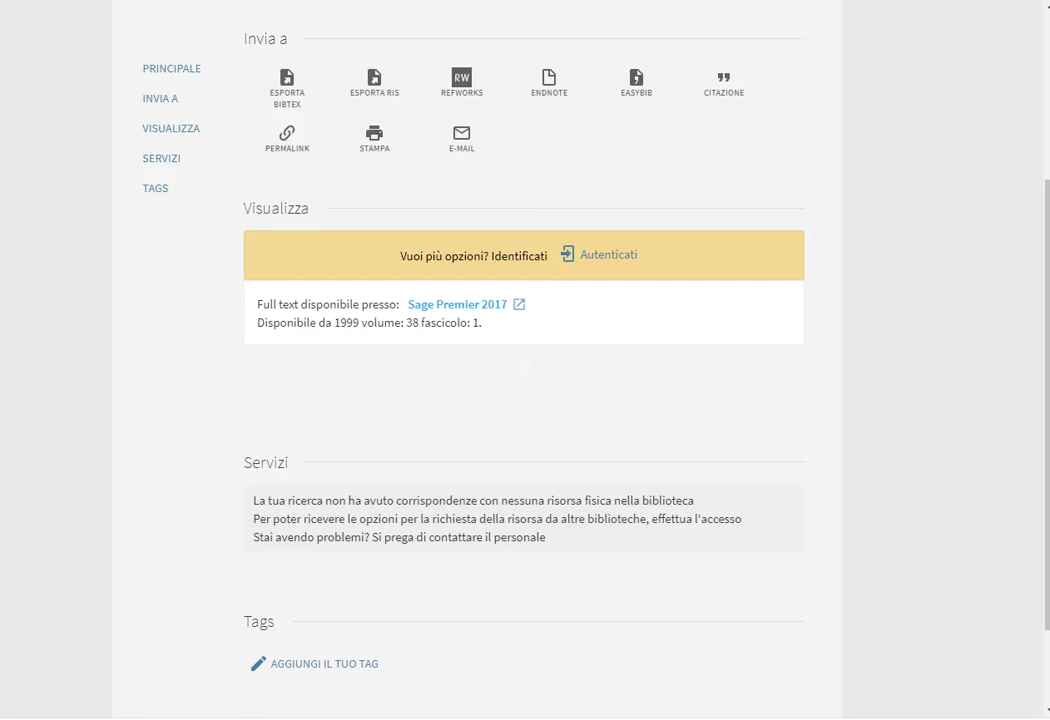 Invia a
PRINCIPALE
INVIA A
VISUALIZZA
SERVIZI
TAGS
ESPORTA BIBTEX
ESPORTA RIS
RW
REFWORKS
ENDNOTE
EASYBIB
CITAZIONE
PERMALINK
STAMPA
E-MAIL
Visualizza
Vuoi più opzioni? Identificati Autenticati
Full text disponibile presso: Sage Premier 2017
Disponibile da 1999 volume: 38 fascicolo: 1.
Servizi
La tua ricerca non ha avuto corrispondenze con nessuna risorsa fisica nella biblioteca
Per poter ricevere le opzioni per la richiesta della risorsa da altre biblioteche, effettua l'accesso
Stai avendo problemi? Si prega di contattare il personale
Tags
AGGIUNGI IL TUO TAG